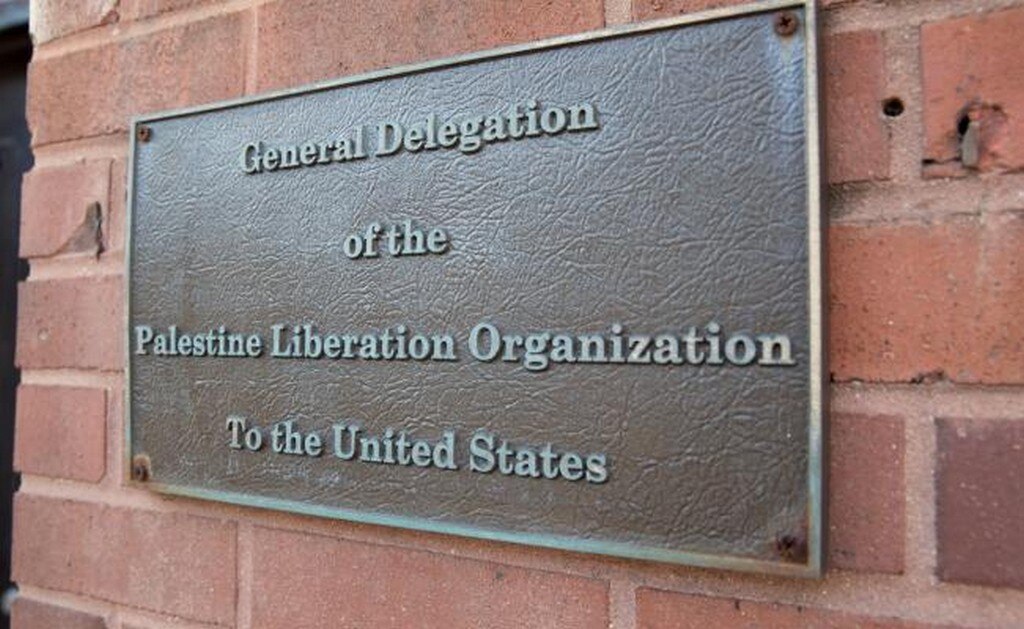 General Delegation
of the
Palestine Liberation Organization
To the United States